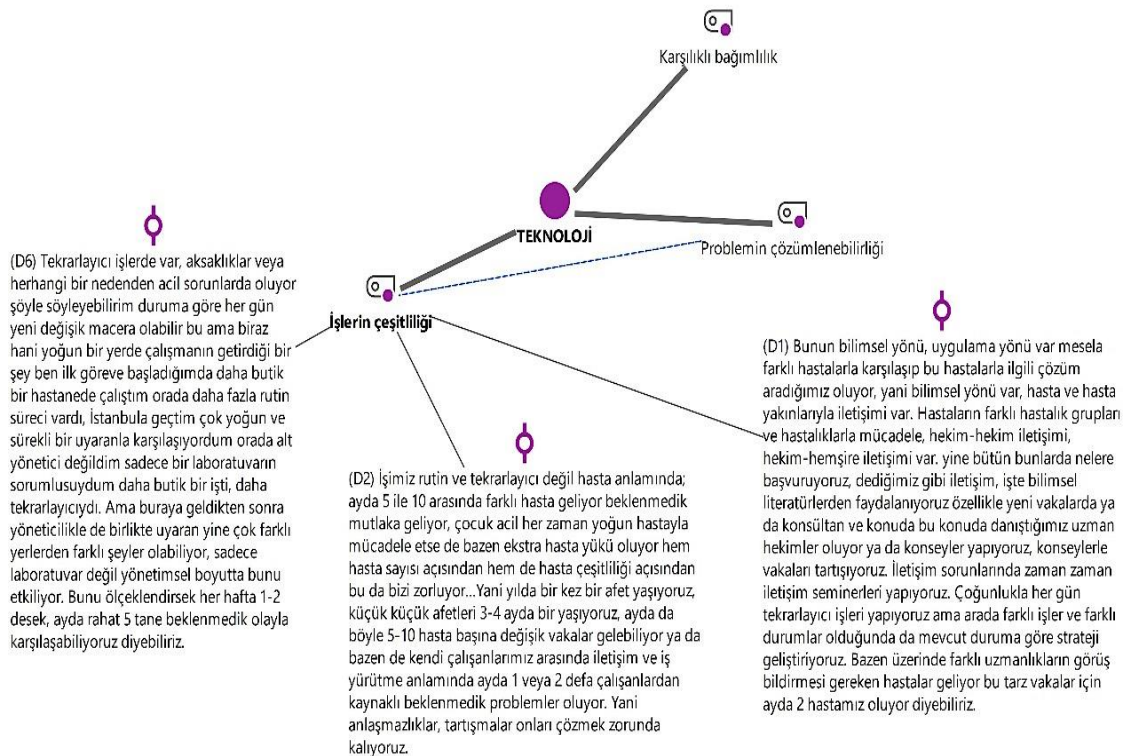 Karşılıklı bağımlılık
TEKNOLOJİ
Problemin çözümlenebilirliği
İşlerin çeşitliliği
(D6) Tekrarlayıcı işlerde var, aksaklıklar veya
herhangi bir nedenden acil sorunlarda oluyor
şöyle söyleyebilirim duruma göre her gün
yeni değişik macera olabilir bu ama biraz
hani yoğun bir yerde çalışmanın getirdiği bir
şey ben ilk göreve başladığımda daha butik
bir hastanede çalıştım orada daha fazla rutin
süreci vardı, İstanbula geçtim çok yoğun ve
sürekli bir uyaranla karşılaşıyordum orada alt
yönetici değildim sadece bir laboratuvarın
sorumlusuydum daha butik bir işti, daha
tekrarlayıcıydı. Ama buraya geldikten sonra
yöneticilikle de birlikte uyaran yine çok farklı
yerlerden farklı şeyler olabiliyor, sadece
laboratuvar değil yönetimsel boyutta bunu
etkiliyor. Bunu ölçeklendirsek her hafta 1-2
desek, ayda rahat 5 tane beklenmedik olayla
karşılaşabiliyoruz diyebiliriz.
(D2) İşimiz rutin ve tekrarlayıcı değil hasta anlamında;
ayda 5 ile 10 arasında farklı hasta geliyor beklenmedik
mutlaka geliyor, çocuk acil her zaman yoğun hastayla
mücadele etse de bazen ekstra hasta yükü oluyor hem
hasta sayısı açısından hem de hasta çeşitliliği açısından
bu da bizi zorluyor...Yani yılda bir kez bir afet yaşıyoruz,
küçük küçük afetleri 3-4 ayda bir yaşıyoruz, ayda da
böyle 5-10 hasta başına değişik vakalar gelebiliyor ya da
bazen de kendi çalışanlarımız arasında iletişim ve iş
yürütme anlamında ayda 1 veya 2 defa çalışanlardan
kaynaklı beklenmedik problemler oluyor. Yani
anlaşmazlıklar, tartışmalar onları çözmek zorunda
kalıyoruz.
(D1) Bunun bilimsel yönü, uygulama yönü var mesela
farklı hastalarla karşılaşıp bu hastalarla ilgili çözüm
aradığımız oluyor, yani bilimsel yönü var, hasta ve hasta
yakınlarıyla iletişimi var. Hastaların farklı hastalık grupları
ve hastalıklarla mücadele, hekim-hekim iletişimi,
hekim-hemşire iletişimi var. yine bütün bunlarda nelere
başvuruyoruz, dediğimiz gibi iletişim, işte bilimsel
literatürlerden faydalanıyoruz özellikle yeni vakalarda ya
da konsültan ve konuda bu konuda danıştığımız uzman
hekimler oluyor ya da konseyler yapıyoruz, konseylerle
vakaları tartışıyoruz. İletişim sorunlarında zaman zaman
iletişim seminerleri yapıyoruz. Çoğunlukla her gün
tekrarlayıcı işleri yapıyoruz ama arada farklı işler ve farklı
durumlar olduğunda da mevcut duruma göre strateji
geliştiriyoruz. Bazen üzerinde farklı uzmanlıkların görüş
bildirmesi gereken hastalar geliyor bu tarz vakalar için
ayda 2 hastamız oluyor diyebiliriz.